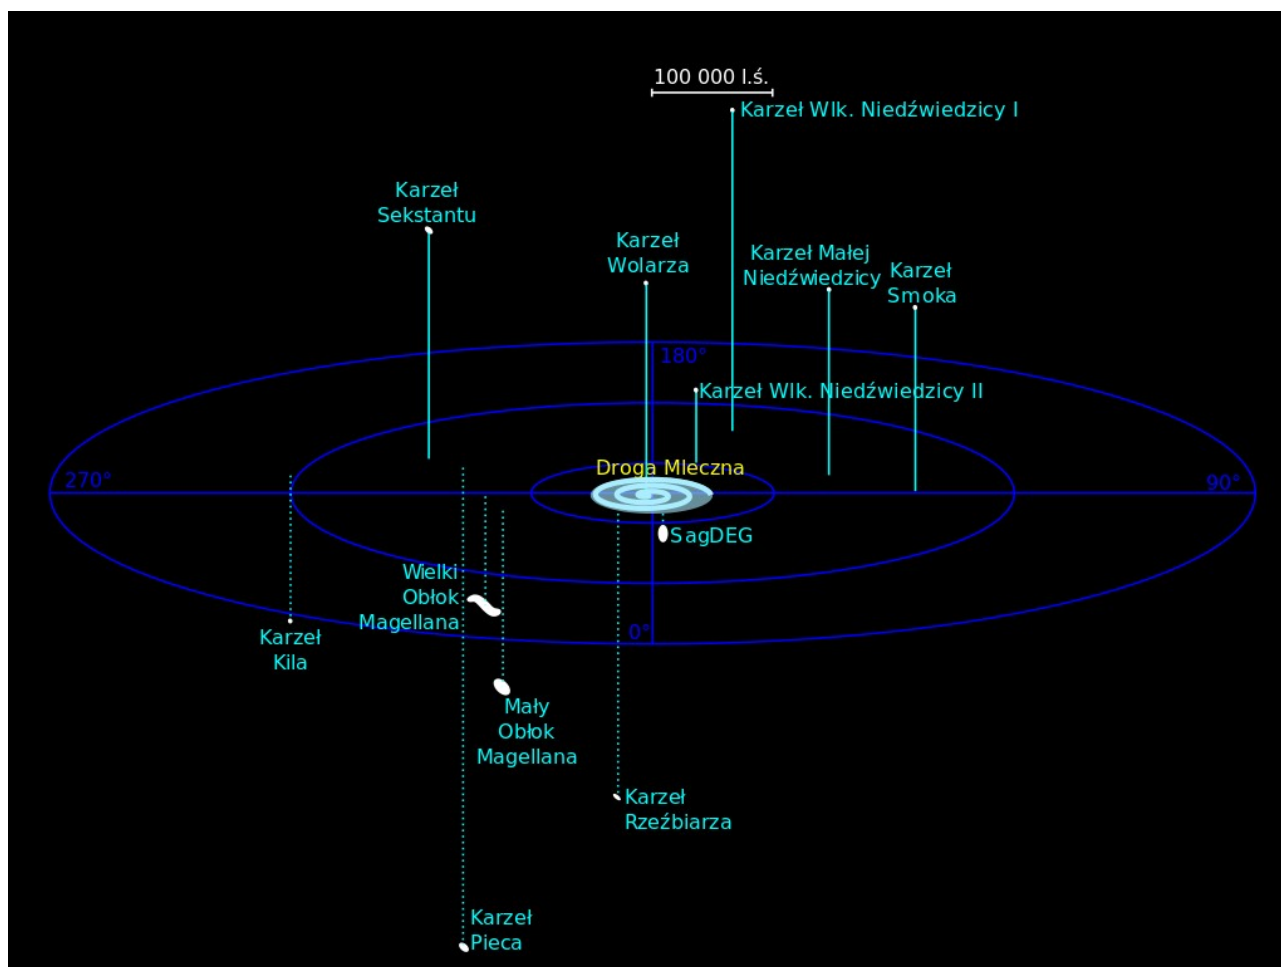 100 000 l.ś.
Karzeł Wlk. Niedźwiedzicy I
Karzeł
Sekstantu
Karzeł
Wolarza
Karzeł Małej
Niedźwiedzicy
Karzeł
Smoka
180°
Karzeł Wlk. Niedźwiedzicy II
Droga Mleczna
270°
90°
SagDEG
Wielki
Obłok
Magellana
0°
Karzeł
Kila
Mały
Obłok
Magellana
Karzeł
Rzeźbiarza
Karzeł
Pieca